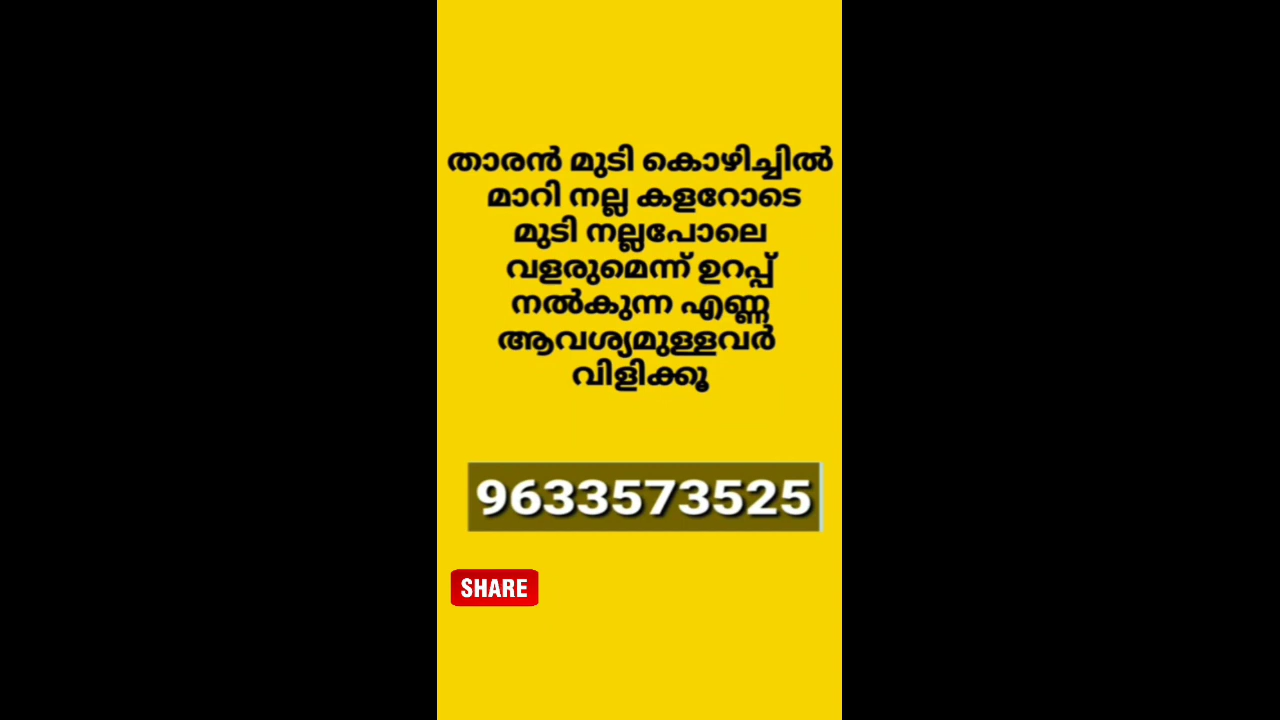 താരൻ മുടി കൊഴിച്ചിൽ
മാറി നല്ല കളറോടെ
മുടി നല്ലപോലെ
വളരുമെന്ന് ഉറപ്പ്
നൽകുന്ന എണ്ണ
ആവശ്യമുള്ളവർ
വിളിക്കൂ
9633573525
SHARE